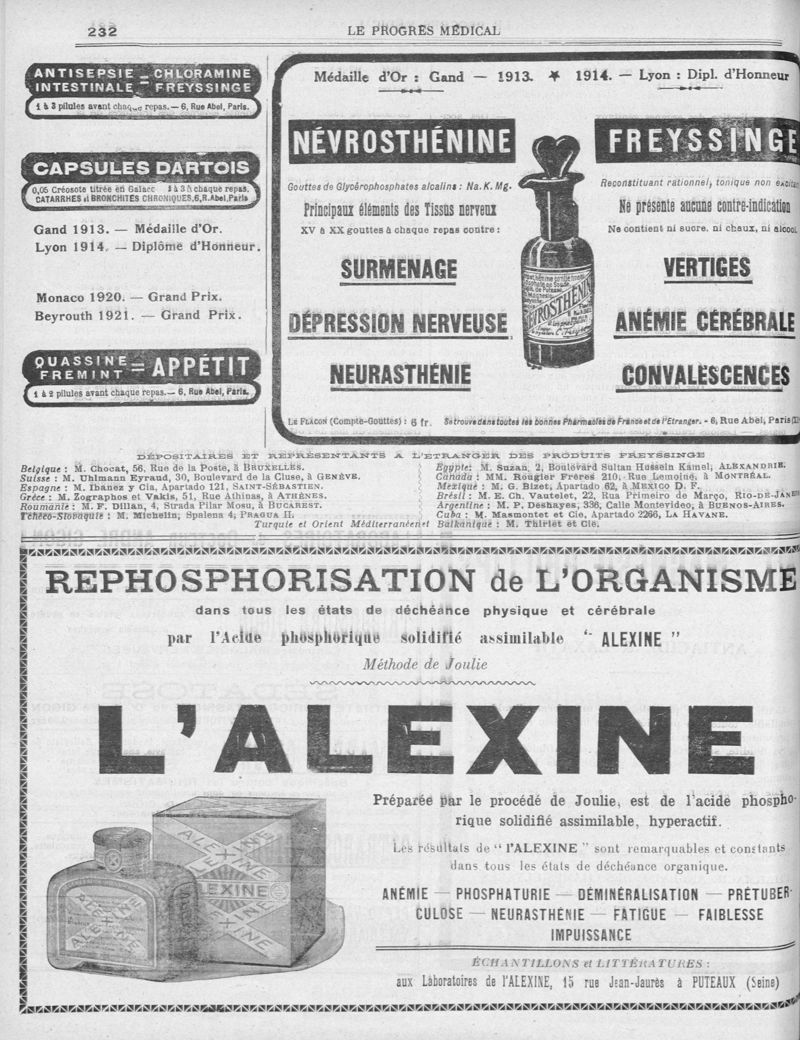 232
LE PROGRÈS MÉDICAL
ANTISEPSIE = CHLORAMINE
INTESTINALE = FREYSSINGE
1 à 3 pilules avant chaque repas. — 6, Rue Abel, Paris.
CAPSULES DARTOIS
0,05 Créosote titrée en Gaïacc 2 à 3 à chaque repas.
CATARRHES et BRONCHITES CHRONIQUES, 6, R. Abel, Paris
Gand 1913. — Médaille d'Or.
Lyon 1914. — Diplôme d'Honneur.
Monaco 1920. — Grand Prix.
Beyrouth 1921. — Grand Prix.
QUASSINE
FREMINT = APPÉTIT
1 à 2 pilules avant chaque repas. — 6, Rue Abel, Paris.
Médaille d'Or : Gand — 1913. ★ 1914. — Lyon : Dipl. d'Honneur
NÉVROSTHÉNINE FREYSSINGE
Gouttes de Glycérophosphates alcalins : Na. K. Mg.
Principaux éléments des Tissus nerveux
XV à XX gouttes à chaque repas contre :
SURMENAGE
DÉPRESSION NERVEUSE
NEURASTHÉNIE
NÉVROSTHÉNINE
Reconstituant rationnel, tonique non excitan
Ne présente aucune contre-indication
Ne contient ni sucre, ni chaux, ni alcool
VERTIGES
ANÉMIE CÉRÉBRALE
CONVALESCENCES
LE FLACON (Compte-Gouttes) : 6 fr. Se trouve dans toutes les bonnes Pharmacies de France et de l'Etranger. - 6, Rue Abel, Paris
DÉPOSITAIRES ET REPRÉSENTANTS A L'ETRANGER DES PRODUITS FREYSSINGE
Belgique : M. Chocat, 56, Rue de la Poste, à BRUXELLES.
Suisse : M. Uhlmann Eyraud, 30, Boulevard de la Cluse, à GENÈVE.
Espagne : M. Ibanez y Cia, Apartado 121, SAINT-SÉBASTIEN.
Grèce : M. Zographos et Vakis, 51, Rue Athinas, à ATHÈNES.
Roumanie : M. F. Dillan, 4, Strada Pilar Mosu, à BUCAREST.
Tchéco-Slovaquie : M. Michelin, Spalena 4, PRAGUE II.
Egypte : M. Suzan, 2, Boulevard Sultan Hussein Kamel, ALEXANDRIE.
Canada : MM. Rougier Frères 210, Rue Lemoine, à MONTRÉAL.
Mexique : M. G. Bizet, Apartado 62, à MEXICO D. F.
Brésil : M. E. Ch. Vautelet, 22, Rua Primeiro de Março, RIO-DE-JANE
Argentine : M. P. Deshayes, 336, Calle Montevideo, à BUENOS-AIRES.
Cuba : M. Masmontet et Cie, Apartado 2266, LA HAVANE.
Turquie et Orient Méditerranéen et Balkanique : M. Thiriet et Cie.
REPHOSPHORISATION de L'ORGANISME
dans tous les états de déchéance physique et cérébrale
par l'Acide phosphorique solidifié assimilable “ ALEXINE ”
Méthode de Joulie
L'ALEXINE
Préparée par le procédé de Joulie, est de l'acide phospho-
rique solidifié assimilable, hyperactif.
Les résultats de “ l'ALEXINE ” sont remarquables et constants
dans tous les états de déchéance organique.
ANÉMIE — PHOSPHATURIE — DÉMINÉRALISATION — PRÉTUBER-
CULOSE — NEURASTHÉNIE — FATIGUE — FAIBLESSE
IMPUISSANCE
ALEXINE
ALEXINE
ALEXINE
ALEXINE
ALEXINE
ÉCHANTILLONS et LITTÉRATURES :
aux Laboratoires de l'ALEXINE, 15 rue Jean-Jaurès à PUTEAUX (Seine)